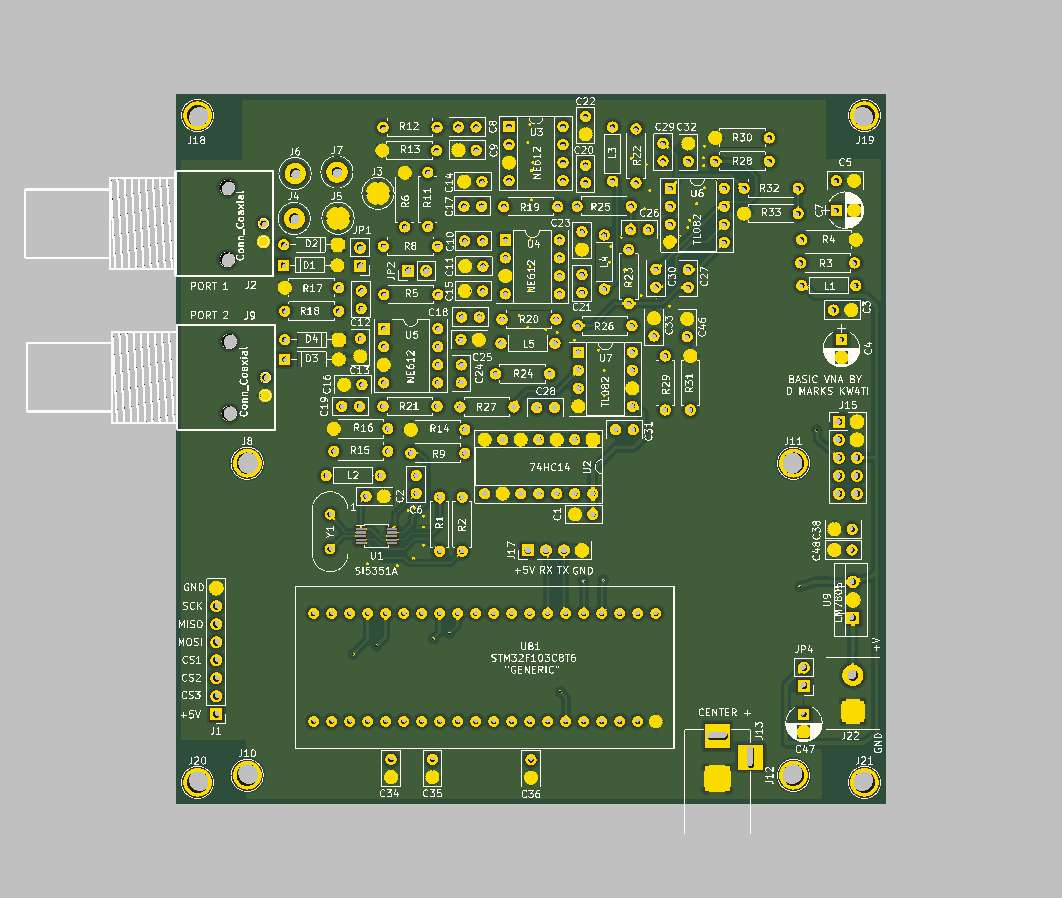 C22
J18
J19
R12
R13
C8
C9
U3
NE612
C20
L3
R22
C29
C32
R30
R28
J6
J7
J3
J4
J5
R6
R11
C14
C17
R19
R25
C26
U6
TL082
R32
R33
C5
C7
R4
R3
L1
C3
C4
+
JP1
JP2
D2
D1
R8
C10
C11
C15
C23
U4
NE612
L4
C21
R23
C30
C27
Conn_Coaxial
PORT 1
J2
R17
R18
R5
C12
C18
R20
R26
C33
C46
PORT 2
J9
Conn_Coaxial
D4
D3
C13
C16
C19
U5
NE612
L5
C25
C24
R24
U7
TL082
R29
R31
BASIC VNA BY
D MARKS KW4TI
J15
R21
R27
C28
C31
R16
R14
R15
R9
J8
J11
74HC14
U2
L2
C2
C6
C1
R1
R2
Y1
1
U1
SI5351A
J17
+5V RX TX GND
C38
C48
U9
LM7805
GND
SCK
MISO
MOSI
CS1
CS2
CS3
+5V
J1
UB1
STM32F103C8T6
"GENERIC"
+V
JP4
C47
J22
GND
CENTER +
J13
J12
J20
J10
J21
C34
C35
C36